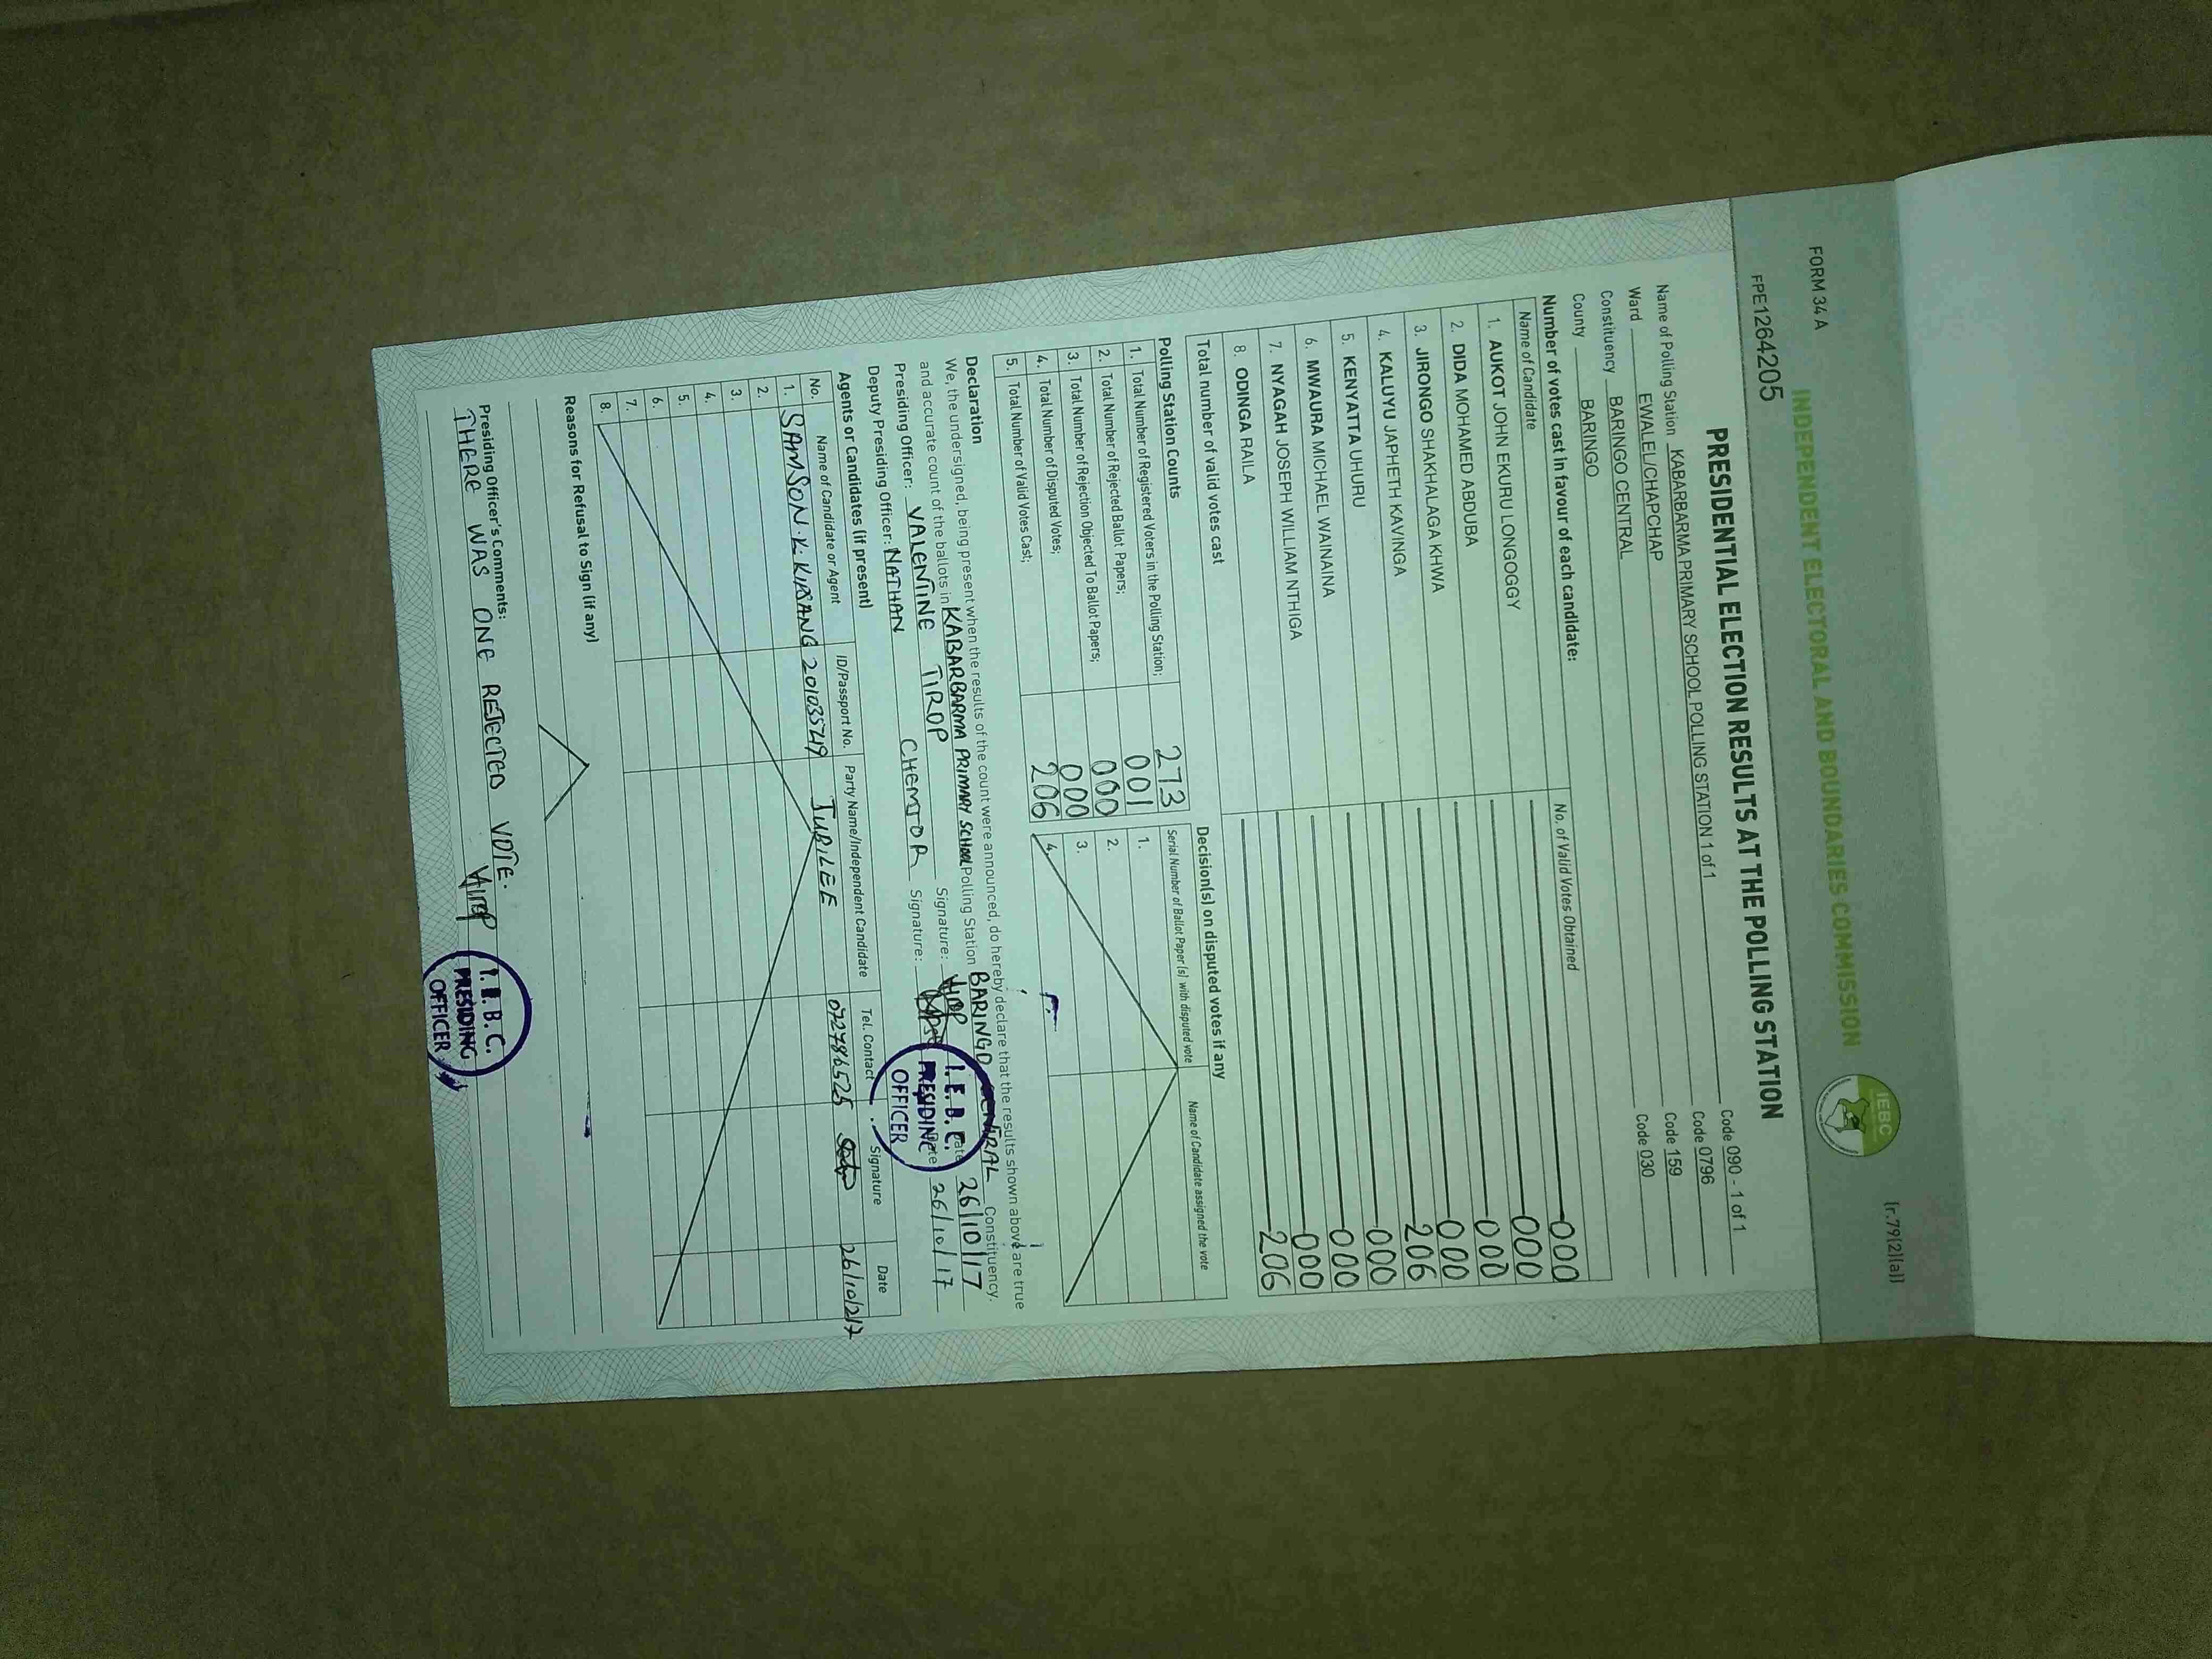 FORM 34 A
(r.79(2)(a))
INDEPENDENT ELECTORAL AND BOUNDARIES COMMISSION
IEBC
FPE1264205
PRESIDENTIAL ELECTION RESULTS AT THE POLLING STATION
Name of Polling Station KABARBARMA PRIMARY SCHOOL POLLING STATION 1 of 1 Code 090 - 1 of 1
Ward EWALEL/CHAPCHAP Code 0796
Constituency BARINGO CENTRAL Code 159
County BARINGO Code 030
Number of votes cast in favour of each candidate:
Name of Candidate No. of Valid Votes Obtained
1. AUKOT JOHN EKURU LONGOGGY 000
2. DIDA MOHAMED ABDUBA 000
3. JIRONGO SHAKHALAGA KHWA 000
4. KALUYU JAPHETH KAVINGA 000
5. KENYATTA UHURU 206
6. MWAURA MICHAEL WAINAINA 000
7. NYAGAH JOSEPH WILLIAM NTHIGA 000
8. ODINGA RAILA 000
Total number of valid votes cast 206
Polling Station Counts
1. Total Number of Registered Voters in the Polling Station; 273
2. Total Number of Rejected Ballot Papers; 001
3. Total Number of Rejection Objected To Ballot Papers; 000
4. Total Number of Disputed Votes; 000
5. Total Number of Valid Votes Cast; 206
Decision(s) on disputed votes if any
Serial Number of Ballot Paper (s) with disputed vote Name of Candidate assigned the vote
1.
2.
3.
4.
Declaration
We, the undersigned, being present when the results of the count were announced, do hereby declare that the results shown above are true
and accurate count of the ballots in KABARBARMA PRIMARY SCHOOL Polling Station BARINGO CENTRAL Constituency.
Presiding Officer: VALENTINE TIROP Signature: Date 26/10/17
Deputy Presiding Officer: NATHAN CHEMJOR Signature: Date 26/10/17
I.E.B.C.
PRESIDING
OFFICER
Agents or Candidates (if present)
No. Name of Candidate or Agent ID/Passport No. Party Name/Independent Candidate Tel. Contact Signature Date
1. SAMSON.K.KIBANG 201035749 JUBILEE 0727786525 26/10/217
2.
3.
4.
5.
6.
7.
8.
Reasons for Refusal to Sign (if any)
Presiding Officer's Comments:
THERE WAS ONE REJECTED VOTE.
I.E.B.C.
PRESIDING
OFFICER